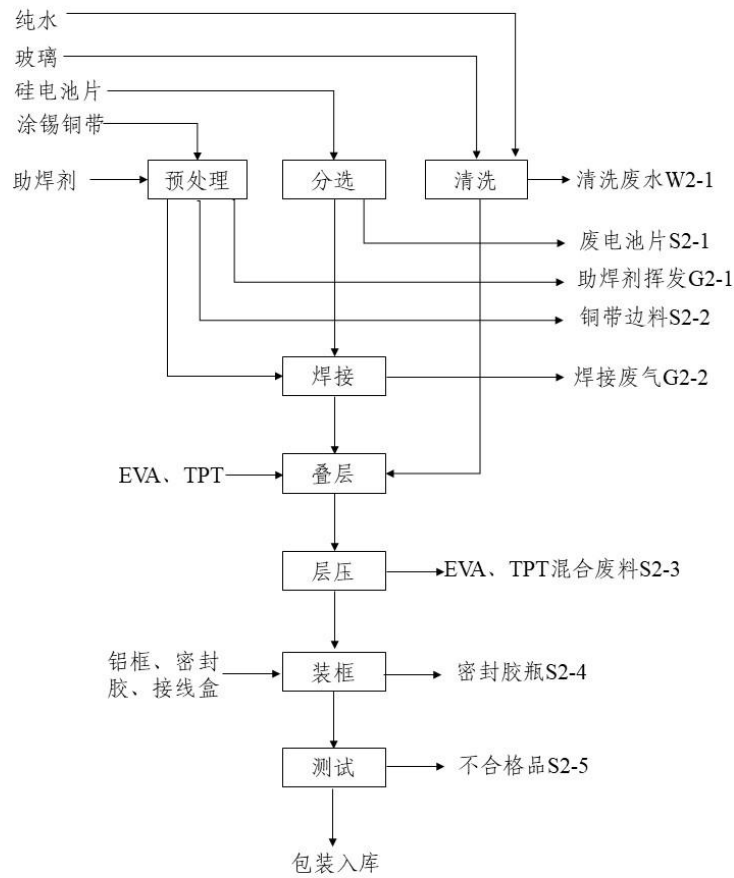 纯水
玻璃
硅电池片
涂锡铜带
助焊剂
预处理
分选
清洗
清洗废水W2-1
废电池片S2-1
助焊剂挥发G2-1
铜带边料S2-2
焊接
焊接废气G2-2
EVA、TPT
叠层
层压
EVA、TPT混合废料S2-3
铝框、密封
胶、接线盒
装框
密封胶瓶S2-4
测试
不合格品S2-5
包装入库